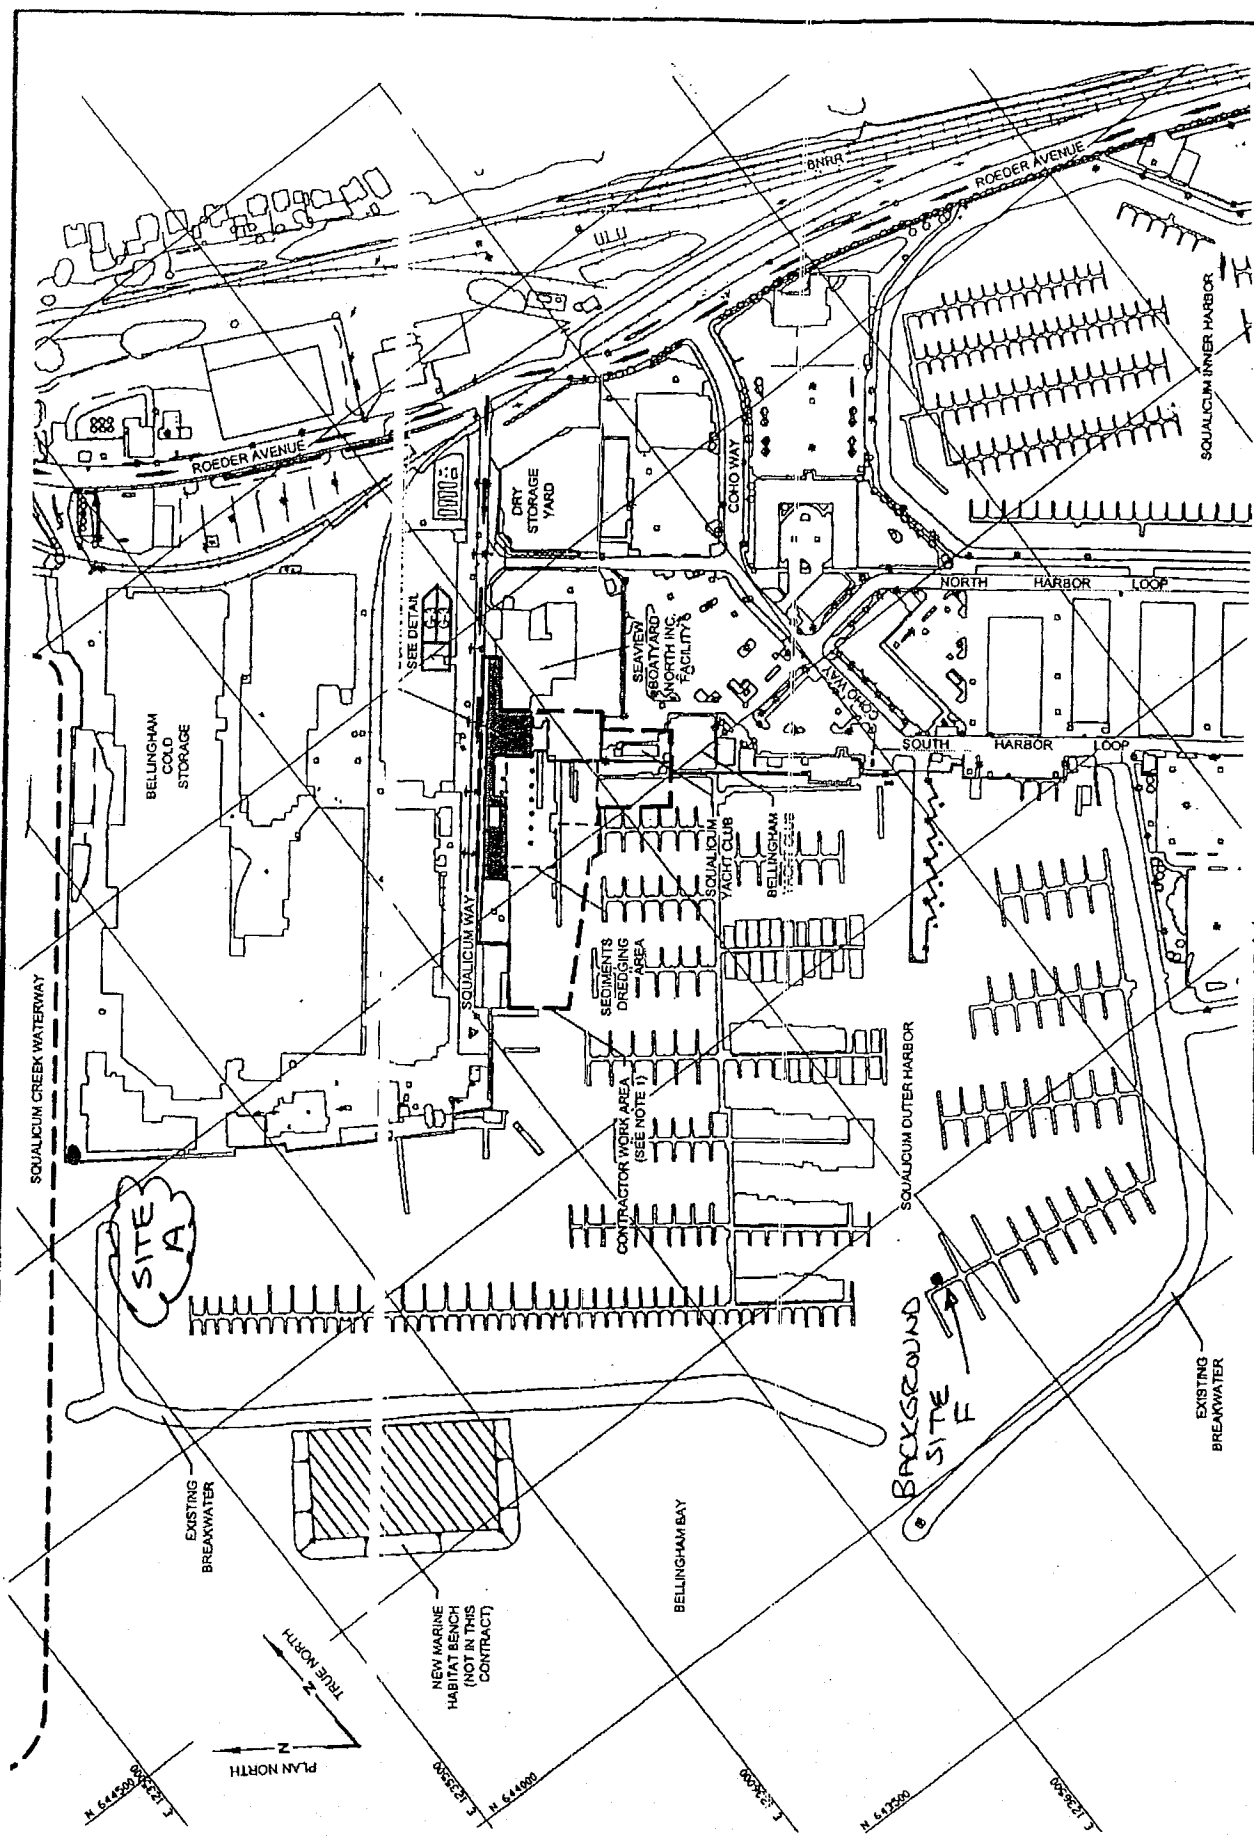 SQUALICUM CREEK WATERWAY
BELLINGHAM
COLD
STORAGE
ROEDER AVENUE
BNRR
ROEDER AVENUE
SEE DETAIL
DRY
STORAGE
YARD
COHO WAY
SQUALICUM INNER HARBOR
SEAVIEW
BOATYARD
NORTH INC.
FACILITY
NORTH HARBOR LOOP
COHO WAY
SOUTH HARBOR LOOP
SQUALICUM WAY
SQUALICUM
YACHT CLUB
BELLINGHAM
YACHT CLUB
SEDIMENTS
DREDGING
AREA
CONTRACTOR WORK AREA
(SEE NOTE 1)
SQUALICUM OUTER HARBOR
SITE
A
BACKGROUND
SITE
F
EXISTING
BREAKWATER
EXISTING
BREAKWATER
NEW MARINE
HABITAT BENCH
(NOT IN THIS
CONTRACT)
BELLINGHAM BAY
TRUE NORTH
N
PLAN NORTH
N
N 644500
E 1235500
N 644000
E 1236000
N 643500
E 1236500